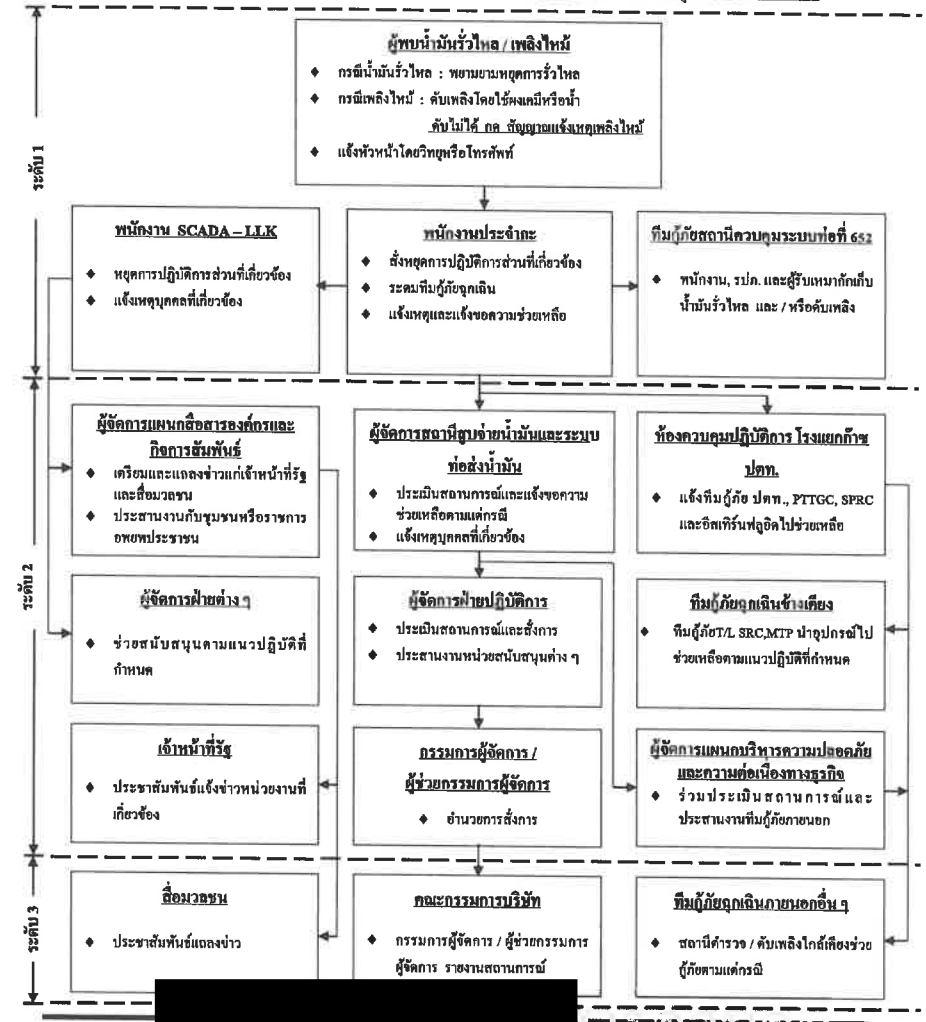 ระดับ 1
ผู้พบน้ำมันรั่วไหล / เพลิงไหม้
♦ กรณีน้ำมันรั่วไหล : พยายามหยุดการรั่วไหล
♦ กรณีเพลิงไหม้ : ดับเพลิงโดยใช้ผงเคมีหรือน้ำ
ดับไม่ได้ กด สัญญาณแจ้งเหตุเพลิงไหม้
♦ แจ้งหัวหน้าโดยวิทยุหรือโทรศัพท์
พนักงาน SCADA – LLK
♦ หยุดการปฏิบัติการส่วนที่เกี่ยวข้อง
♦ แจ้งเหตุบุคคลที่เกี่ยวข้อง
พนักงานประจำกะ
♦ สั่งหยุดการปฏิบัติการส่วนที่เกี่ยวข้อง
♦ ระดมทีมกู้ภัยฉุกเฉิน
♦ แจ้งเหตุและแจ้งขอความช่วยเหลือ
ทีมกู้ภัยสถานีควบคุมระบบท่อที่ 652
♦ พนักงาน, รปภ. และผู้รับเหมากักเก็บ
น้ำมันรั่วไหล และ / หรือดับเพลิง
ระดับ 2
ผู้จัดการแผนกสื่อสารองค์กรและ
กิจการสัมพันธ์
♦ เตรียมและแถลงข่าวแก่เจ้าหน้าที่รัฐ
และสื่อมวลชน
♦ ประสานงานกับชุมชนหรือราชการ
อพยพประชาชน
ผู้จัดการสถานีสูบจ่ายน้ำมันและระบบ
ท่อส่งน้ำมัน
♦ ประเมินสถานการณ์และแจ้งขอความ
ช่วยเหลือตามแต่กรณี
♦ แจ้งเหตุบุคคลที่เกี่ยวข้อง
ห้องควบคุมปฏิบัติการ โรงแยกก๊าซ
ปตท.
♦ แจ้งทีมกู้ภัย ปตท., PTTGC, SPRC
และอีสเทิร์นฟลูอิดไปช่วยเหลือ
ผู้จัดการฝ่ายต่าง ๆ
♦ ช่วยสนับสนุนตามแนวปฏิบัติที่
กำหนด
ผู้จัดการฝ่ายปฏิบัติการ
♦ ประเมินสถานการณ์และสั่งการ
♦ ประสานงานหน่วยสนับสนุนต่าง ๆ
ทีมกู้ภัยฉุกเฉินข้างเคียง
♦ ทีมกู้ภัยT/L SRC,MTP นำอุปกรณ์ไป
ช่วยเหลือตามแนวปฏิบัติที่กำหนด
เจ้าหน้าที่รัฐ
♦ ประชาสัมพันธ์แจ้งข่าวหน่วยงานที่
เกี่ยวข้อง
กรรมการผู้จัดการ /
ผู้ช่วยกรรมการผู้จัดการ
♦ อำนวยการสั่งการ
ผู้จัดการแผนกบริหารความปลอดภัย
และความต่อเนื่องทางธุรกิจ
♦ ร่วมประเมินสถานการณ์และ
ประสานงานทีมกู้ภัยภายนอก
ระดับ 3
สื่อมวลชน
♦ ประชาสัมพันธ์แถลงข่าว
คณะกรรมการบริษัท
♦ กรรมการผู้จัดการ / ผู้ช่วยกรรมการ
ผู้จัดการ รายงานสถานการณ์
ทีมกู้ภัยฉุกเฉินภายนอกอื่น ๆ
♦ สถานีตำรวจ / ดับเพลิงใกล้เคียงช่วย
กู้ภัยตามแต่กรณี